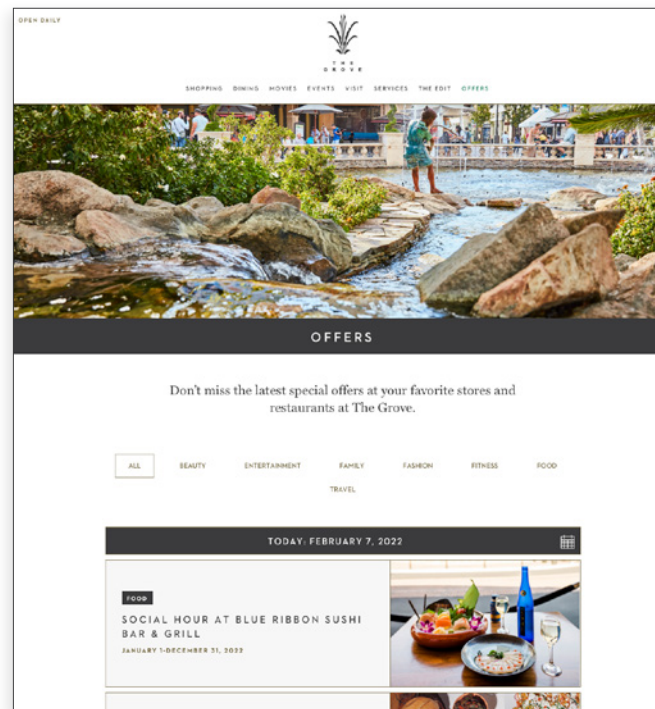 OPEN DAILY
THE
GROVE
SHOPPING DINING MOVIES EVENTS VISIT SERVICES THE EDIT OFFERS
OFFERS
Don't miss the latest special offers at your favorite stores and
restaurants at The Grove.
ALL BEAUTY ENTERTAINMENT FAMILY FASHION FITNESS FOOD
TRAVEL
TODAY: FEBRUARY 7, 2022
FOOD
SOCIAL HOUR AT BLUE RIBBON SUSHI
BAR & GRILL
JANUARY 1-DECEMBER 31, 2022